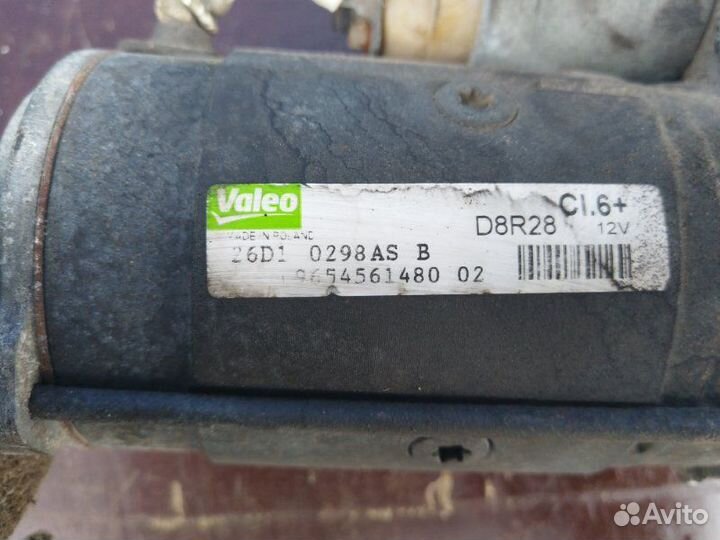 Valeo
MADE IN POLAND
D8R28
CI.6+
12V
26D1 0298AS B
9654561480 02
Avito